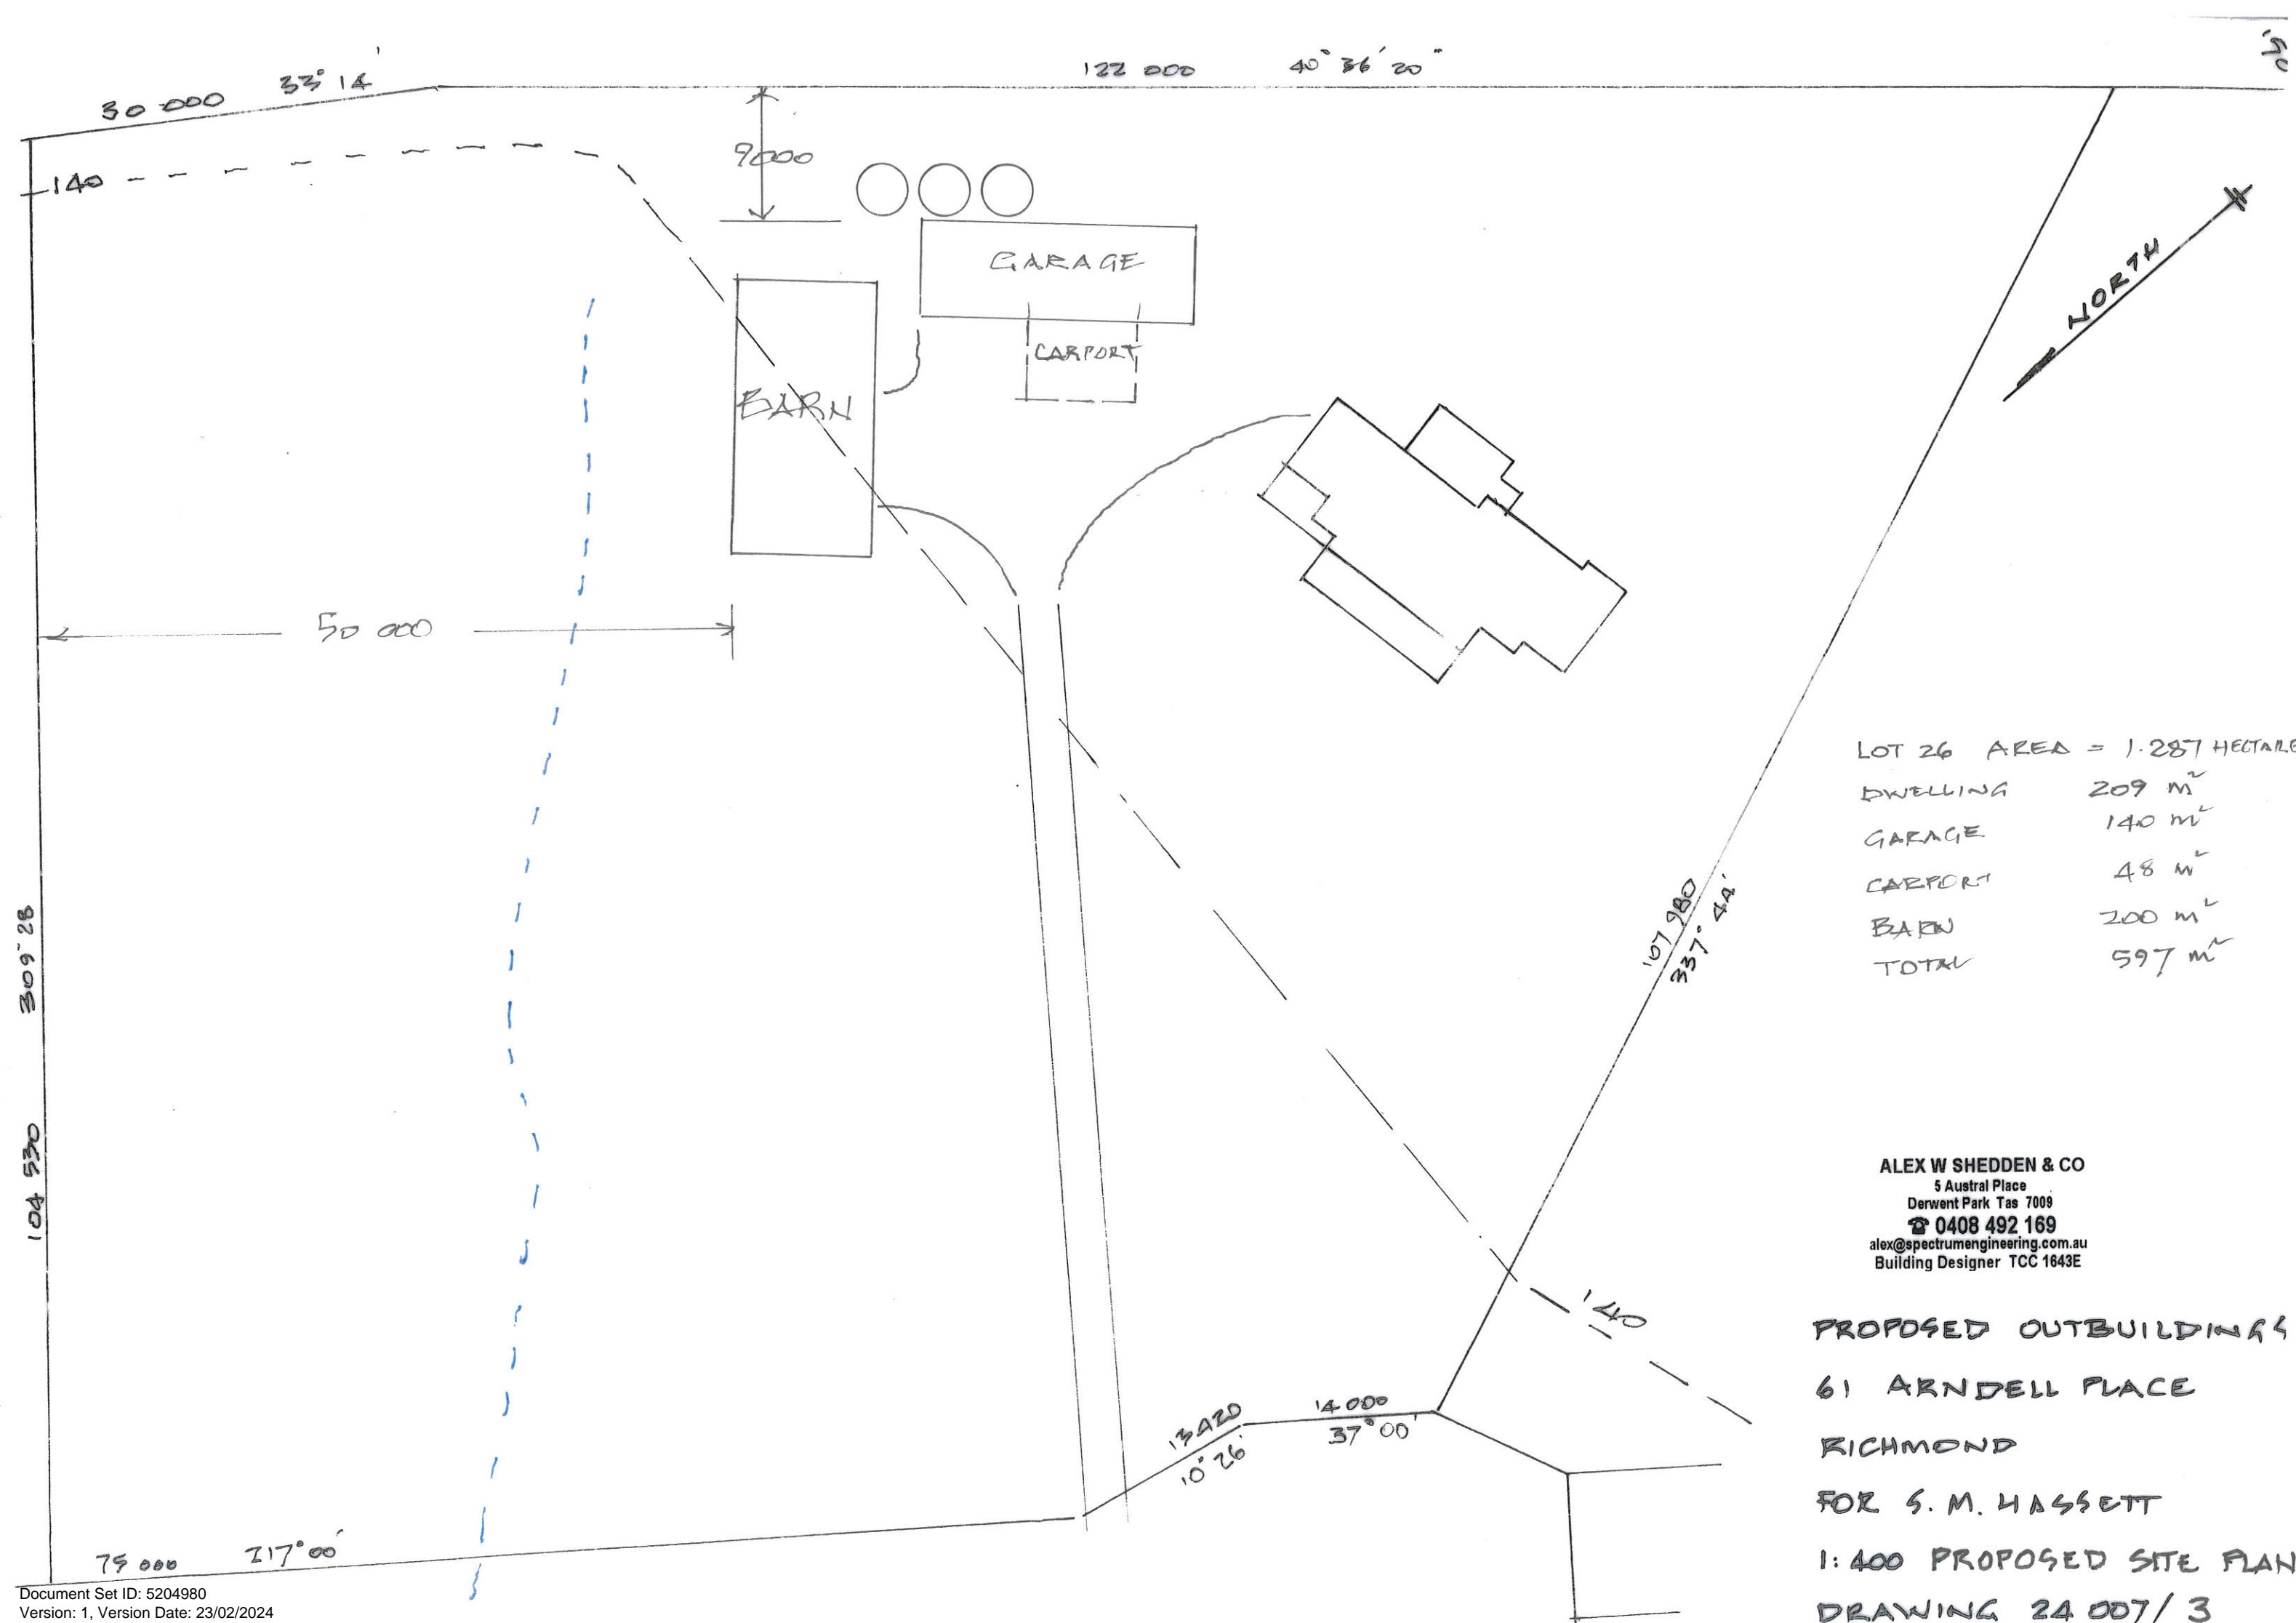 30 000 33° 14'
122 000 40° 36' 20"
140
9000
GARAGE
CARPORT
BARN
NORTH
50 000
LOT 26 AREA = 1.287 HECTARE
DWELLING 209 m²
GARAGE 140 m²
CARPORT 48 m²
BARN 200 m²
TOTAL 597 m²
309° 28
104 530
107 980
337° 44'
ALEX W SHEDDEN & CO
5 Austral Place
Derwent Park Tas 7009
☎ 0408 492 169
alex@spectrumengineering.com.au
Building Designer TCC 1643E
140
PROPOSED OUTBUILDINGS
61 ARNDELL PLACE
RICHMOND
FOR S. M. HASSETT
1:400 PROPOSED SITE PLAN
DRAWING 24 007/3
13420
10° 26'
14 000
37° 00'
75 000 217° 00'
Document Set ID: 5204980
Version: 1, Version Date: 23/02/2024